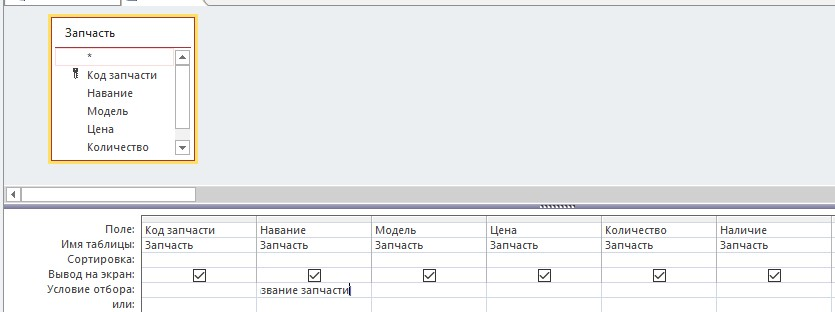 Запчасть
*
Код запчасти
Навание
Модель
Цена
Количество
Поле: Код запчасти Навание Модель Цена Количество Наличие
Имя таблицы: Запчасть Запчасть Запчасть Запчасть Запчасть Запчасть
Сортировка:
Вывод на экран:
Условие отбора: звание запчасти
или: